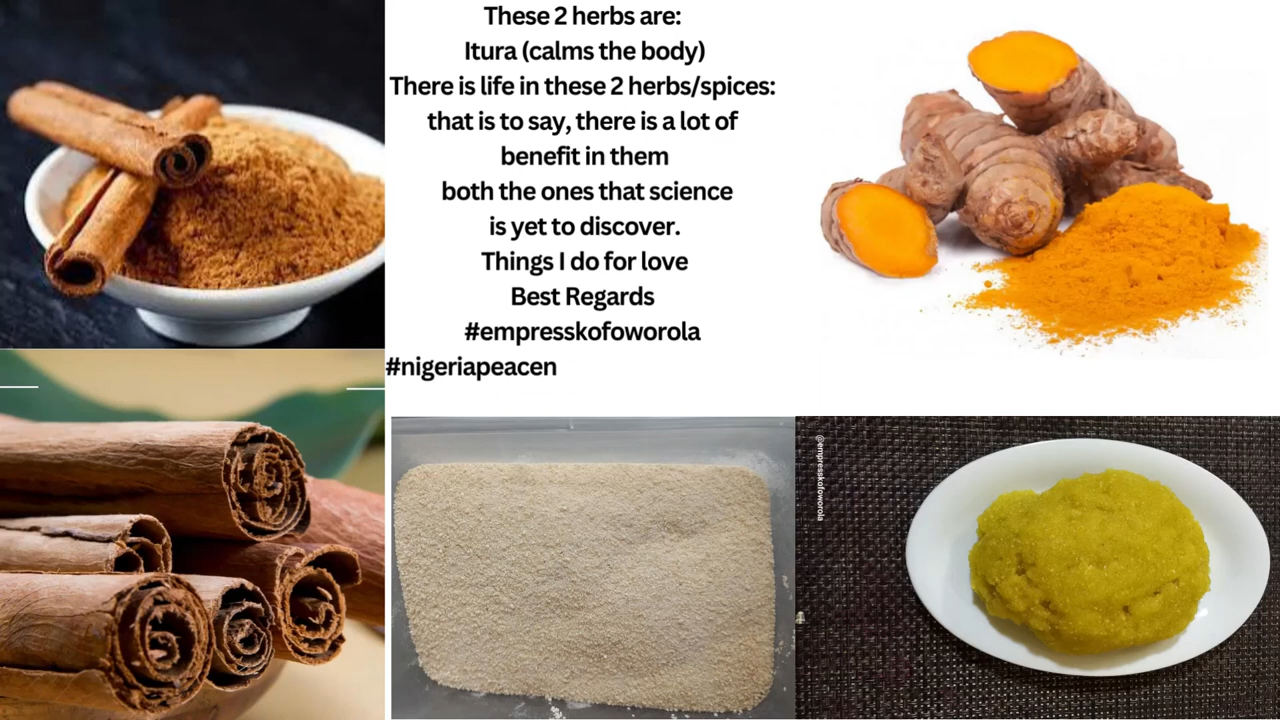 These 2 herbs are:
Itura (calms the body)
There is life in these 2 herbs/spices:
that is to say, there is a lot of
benefit in them
both the ones that science
is yet to discover.
Things I do for love
Best Regards
#empresskofoworola
#nigeriapeacen
@empresskofoworola